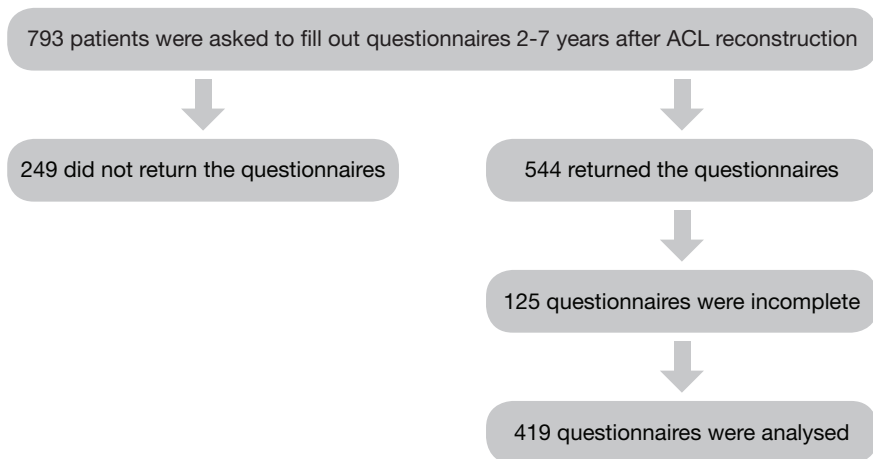 793 patients were asked to fill out questionnaires 2-7 years after ACL reconstruction
249 did not return the questionnaires
544 returned the questionnaires
125 questionnaires were incomplete
419 questionnaires were analysed